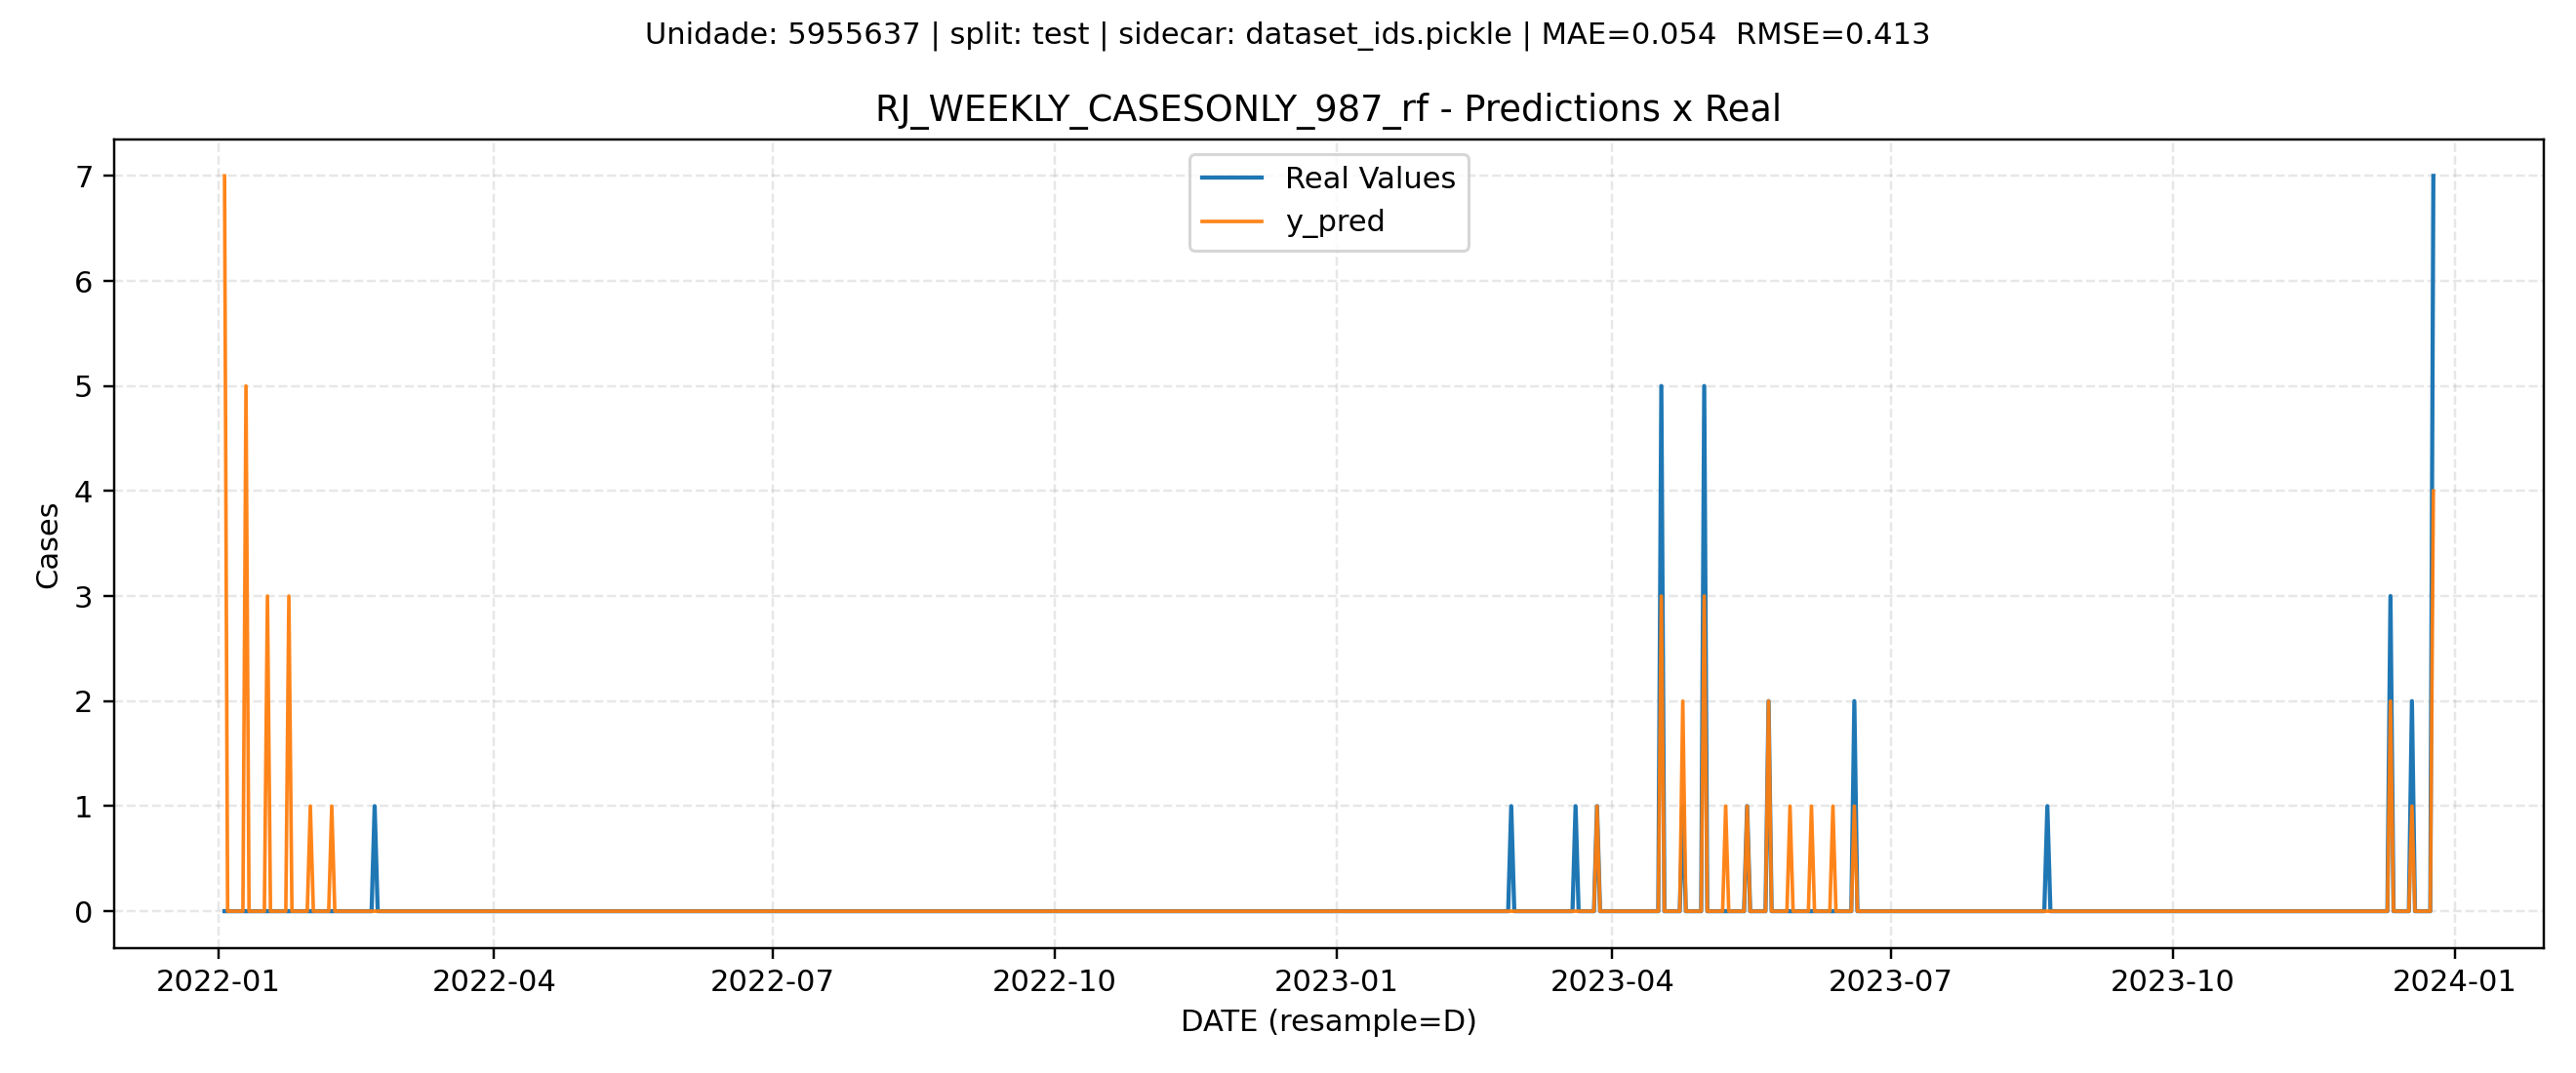 Unidade: 5955637 | split: test | sidecar: dataset_ids.pickle | MAE=0.054  RMSE=0.413
RJ_WEEKLY_CASESONLY_987_rf - Predictions x Real
Real Values
y_pred
7
6
5
4
3
2
1
0
Cases
2022-01
2022-04
2022-07
2022-10
2023-01
2023-04
2023-07
2023-10
2024-01
DATE (resample=D)